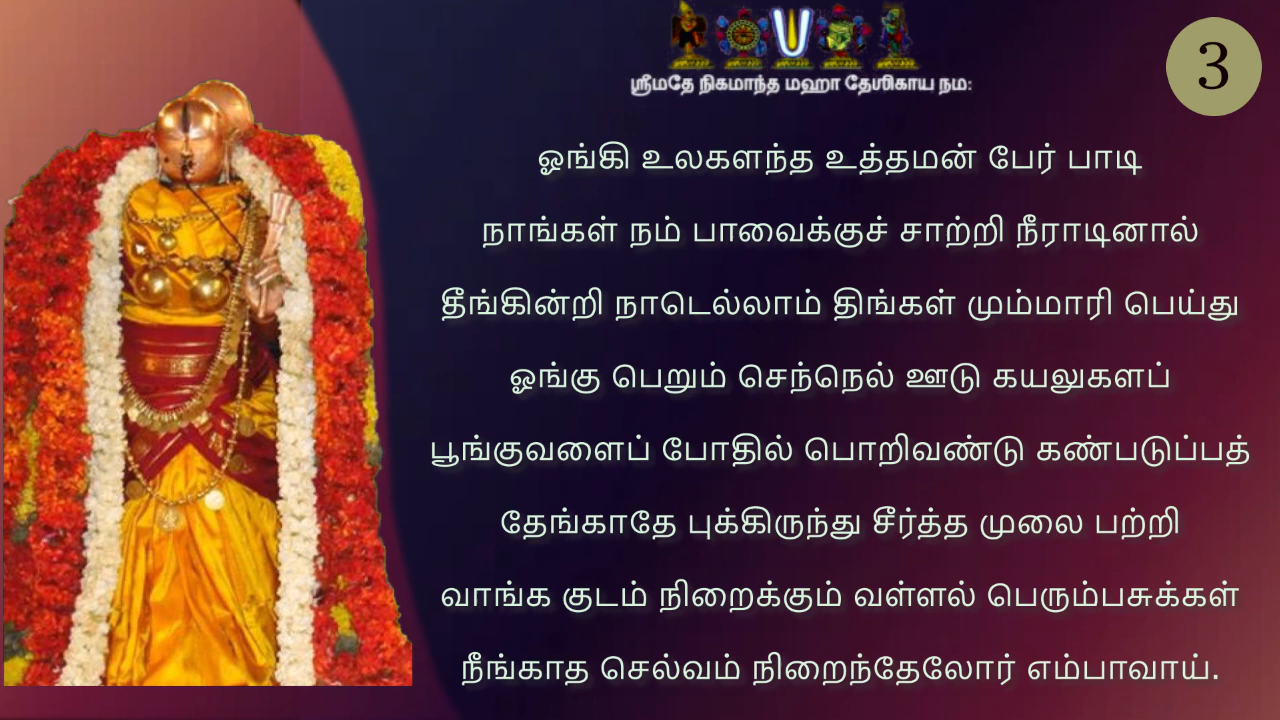 ஸ்ரீமதே நிகமாந்த மஹா தேஶிகாய நம:
3
ஓங்கி உலகளந்த உத்தமன் பேர் பாடி
நாங்கள் நம் பாவைக்குச் சாற்றி நீராடினால்
தீங்கின்றி நாடெல்லாம் திங்கள் மும்மாரி பெய்து
ஓங்கு பெறும் செந்நெல் ஊடு கயலுகளப்
பூங்குவளைப் போதில் பொறிவண்டு கண்படுப்பத்
தேங்காதே புக்கிருந்து சீர்த்த முலை பற்றி
வாங்க குடம் நிறைக்கும் வள்ளல் பெரும்பசுக்கள்
நீங்காத செல்வம் நிறைந்தேலோர் எம்பாவாய்.